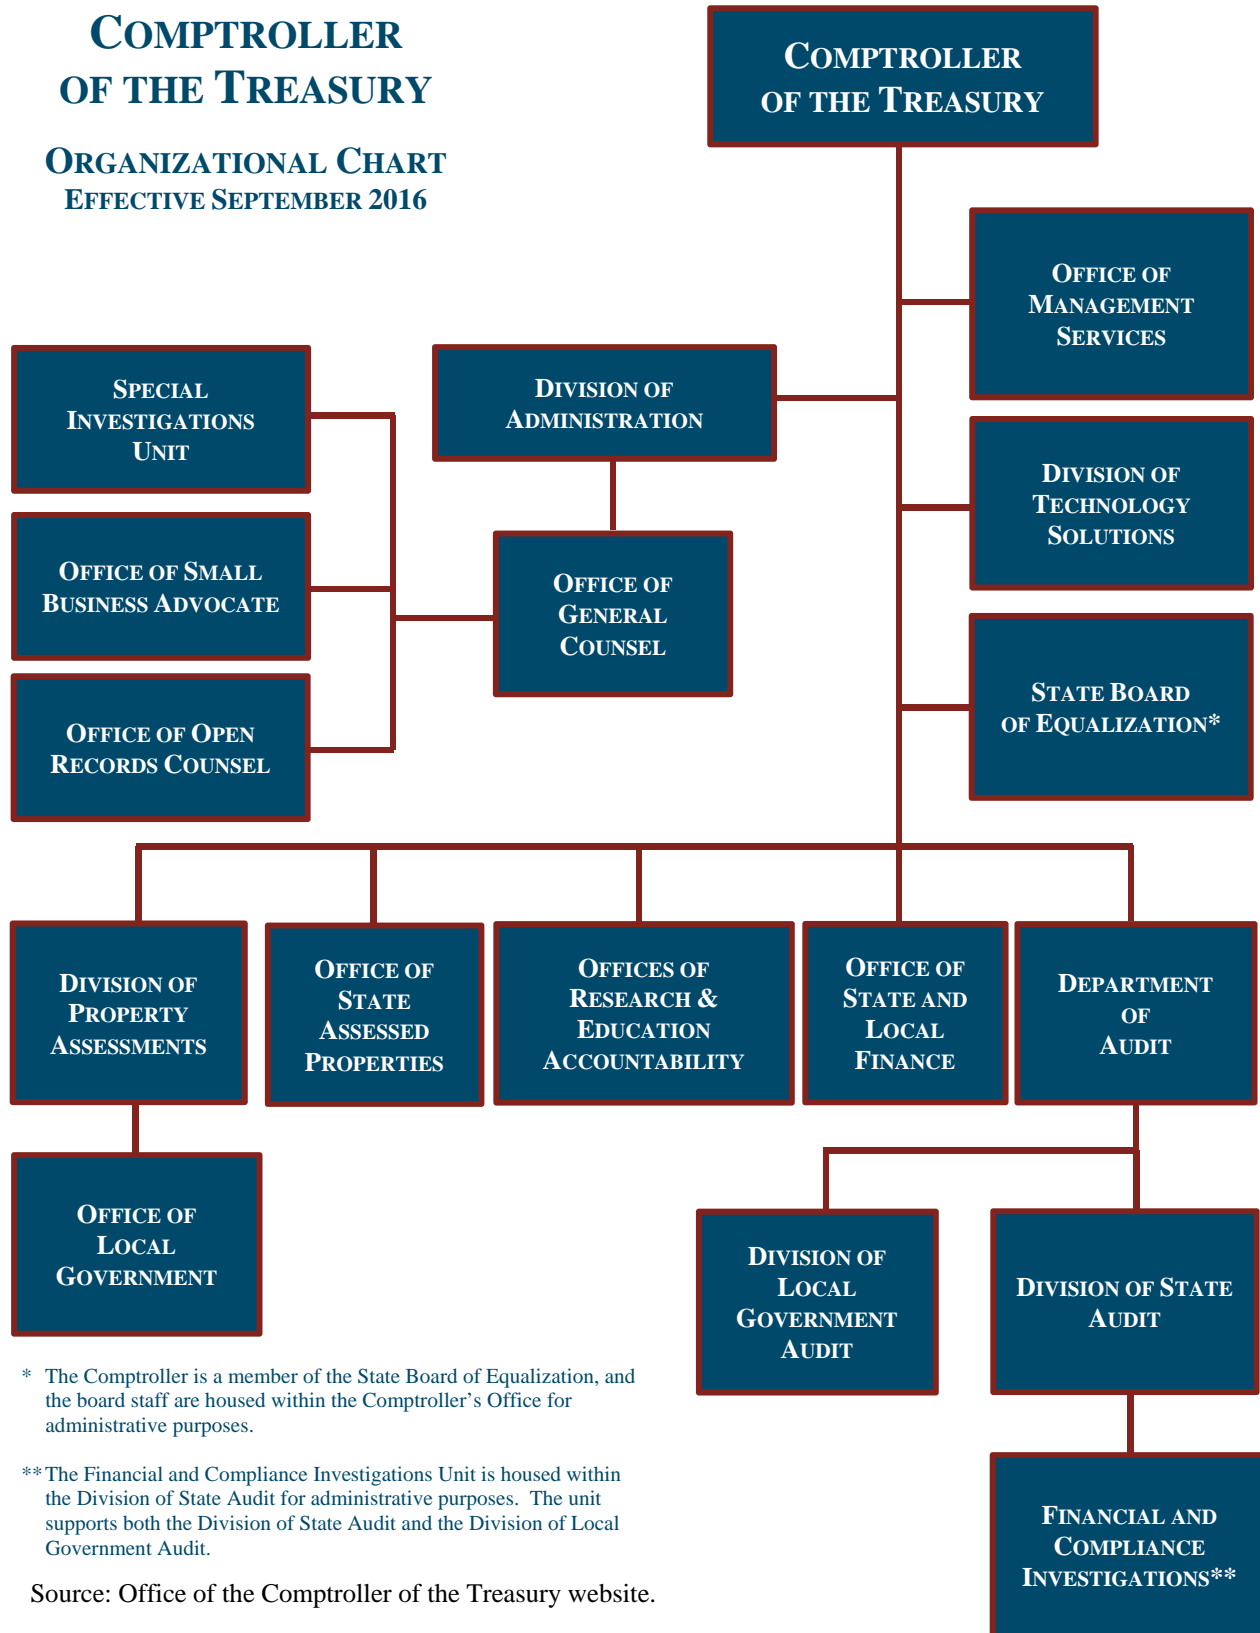 COMPTROLLER
OF THE TREASURY
ORGANIZATIONAL CHART
EFFECTIVE SEPTEMBER 2016
COMPTROLLER
OF THE TREASURY
OFFICE OF
MANAGEMENT
SERVICES
SPECIAL
INVESTIGATIONS
UNIT
DIVISION OF
ADMINISTRATION
DIVISION OF
TECHNOLOGY
SOLUTIONS
OFFICE OF SMALL
BUSINESS ADVOCATE
OFFICE OF
GENERAL
COUNSEL
STATE BOARD
OF EQUALIZATION*
OFFICE OF OPEN
RECORDS COUNSEL
DIVISION OF
PROPERTY
ASSESSMENTS
OFFICE OF
STATE
ASSESSED
PROPERTIES
OFFICES OF
RESEARCH &
EDUCATION
ACCOUNTABILITY
OFFICE OF
STATE AND
LOCAL
FINANCE
DEPARTMENT
OF
AUDIT
OFFICE OF
LOCAL
GOVERNMENT
DIVISION OF
LOCAL
GOVERNMENT
AUDIT
DIVISION OF STATE
AUDIT
* The Comptroller is a member of the State Board of Equalization, and
the board staff are housed within the Comptroller's Office for
administrative purposes.
** The Financial and Compliance Investigations Unit is housed within
the Division of State Audit for administrative purposes. The unit
supports both the Division of State Audit and the Division of Local
Government Audit.
FINANCIAL AND
COMPLIANCE
INVESTIGATIONS**
Source: Office of the Comptroller of the Treasury website.